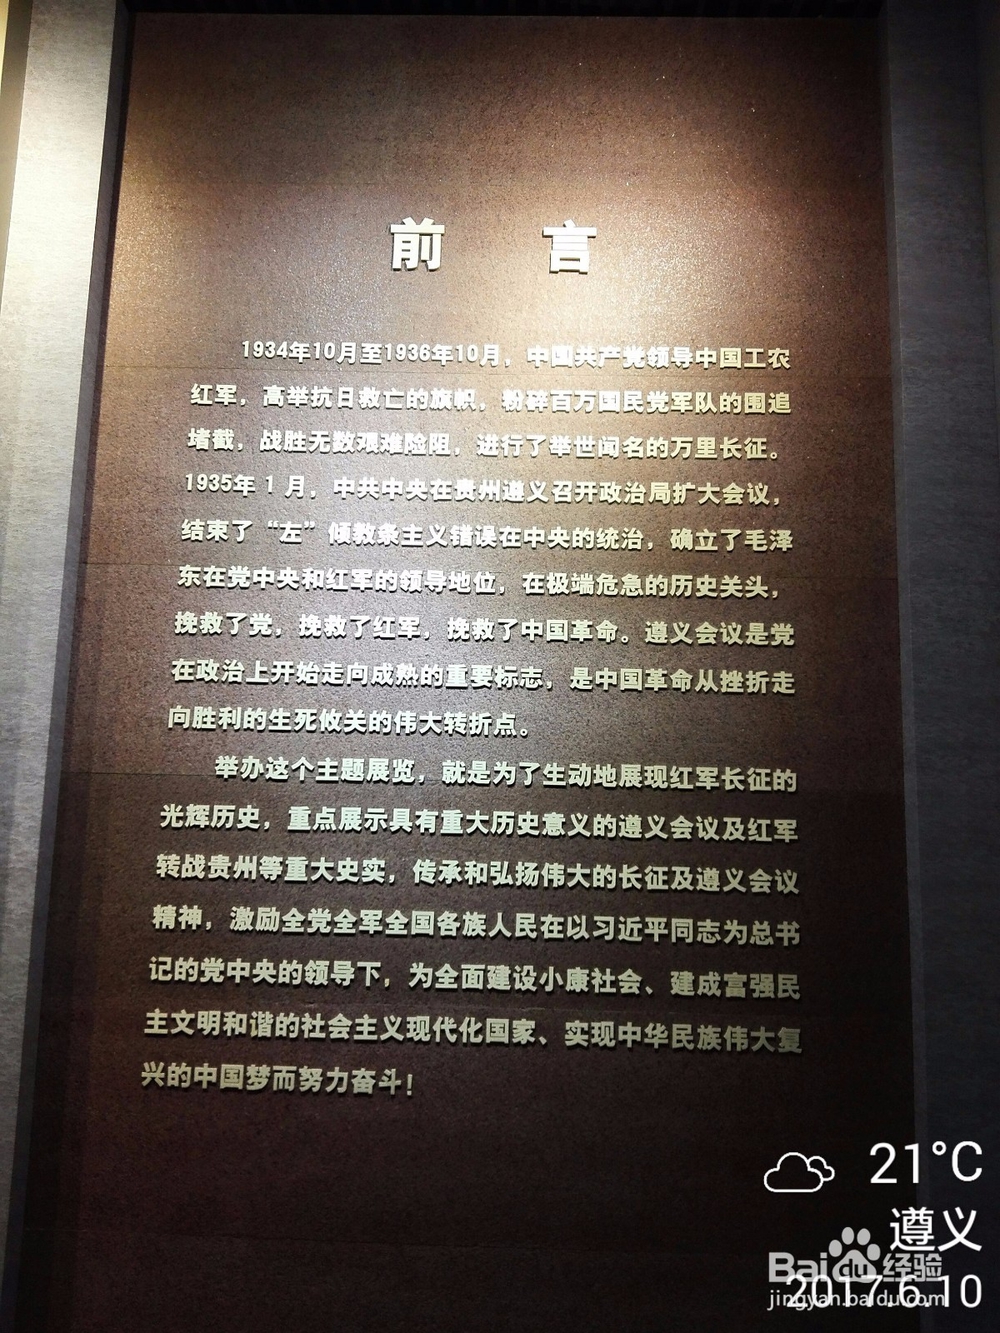 前 言
1934年10月至1936年10月，中国共产党领导中国工农
红军，高举抗日救亡的旗帜，粉碎百万国民党军队的围追
堵截，战胜无数艰难险阻，进行了举世闻名的万里长征。
1935年 1 月，中共中央在贵州遵义召开政治局扩大会议，
结束了“左”倾教条主义错误在中央的统治，确立了毛泽
东在党中央和红军的领导地位，在极端危急的历史关头，
挽救了党，挽救了红军，挽救了中国革命。遵义会议是党
在政治上开始走向成熟的重要标志，是中国革命从挫折走
向胜利的生死攸关的伟大转折点。
举办这个主题展览，就是为了生动地展现红军长征的
光辉历史，重点展示具有重大历史意义的遵义会议及红军
转战贵州等重大史实，传承和弘扬伟大的长征及遵义会议
精神，激励全党全军全国各族人民在以习近平同志为总书
记的党中央的领导下，为全面建设小康社会、建成富强民
主文明和谐的社会主义现代化国家、实现中华民族伟大复
兴的中国梦而努力奋斗！
21°C
遵义
Baidu经验
2017.6.10
jingyan.baidu.com